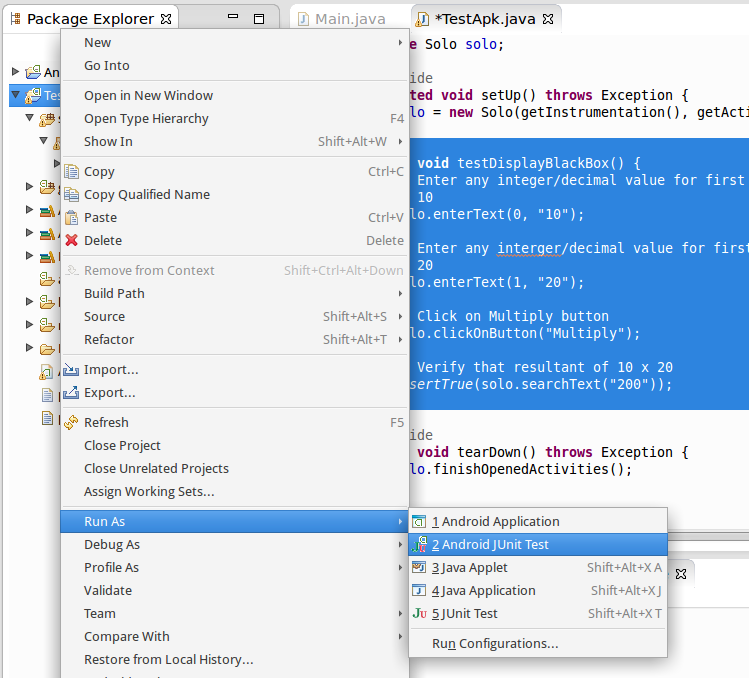 Package Explorer
Main.java
*TestApk.java
New
Go Into
Open in New Window
Open Type Hierarchy F4
Show In Shift+Alt+W
Copy Ctrl+C
Copy Qualified Name
Paste Ctrl+V
Delete Delete
Remove from Context Shift+Ctrl+Alt+Down
Build Path
Source Shift+Alt+S
Refactor Shift+Alt+T
Import...
Export...
Refresh F5
Close Project
Close Unrelated Projects
Assign Working Sets...
Run As
Debug As
Profile As
Validate
Team
Compare With
Restore from Local History...
1 Android Application
2 Android JUnit Test
3 Java Applet Shift+Alt+X A
4 Java Application Shift+Alt+X J
5 JUnit Test Shift+Alt+X T
Run Configurations...
e Solo solo;
ide
ted void setUp() throws Exception {
lo = new Solo(getInstrumentation(), getActi
void testDisplayBlackBox() {
Enter any integer/decimal value for first
10
lo.enterText(0, "10");
Enter any interger/decimal value for first
20
lo.enterText(1, "20");
Click on Multiply button
lo.clickOnButton("Multiply");
Verify that resultant of 10 x 20
sertTrue(solo.searchText("200"));
ide
void tearDown() throws Exception {
lo.finishOpenedActivities();